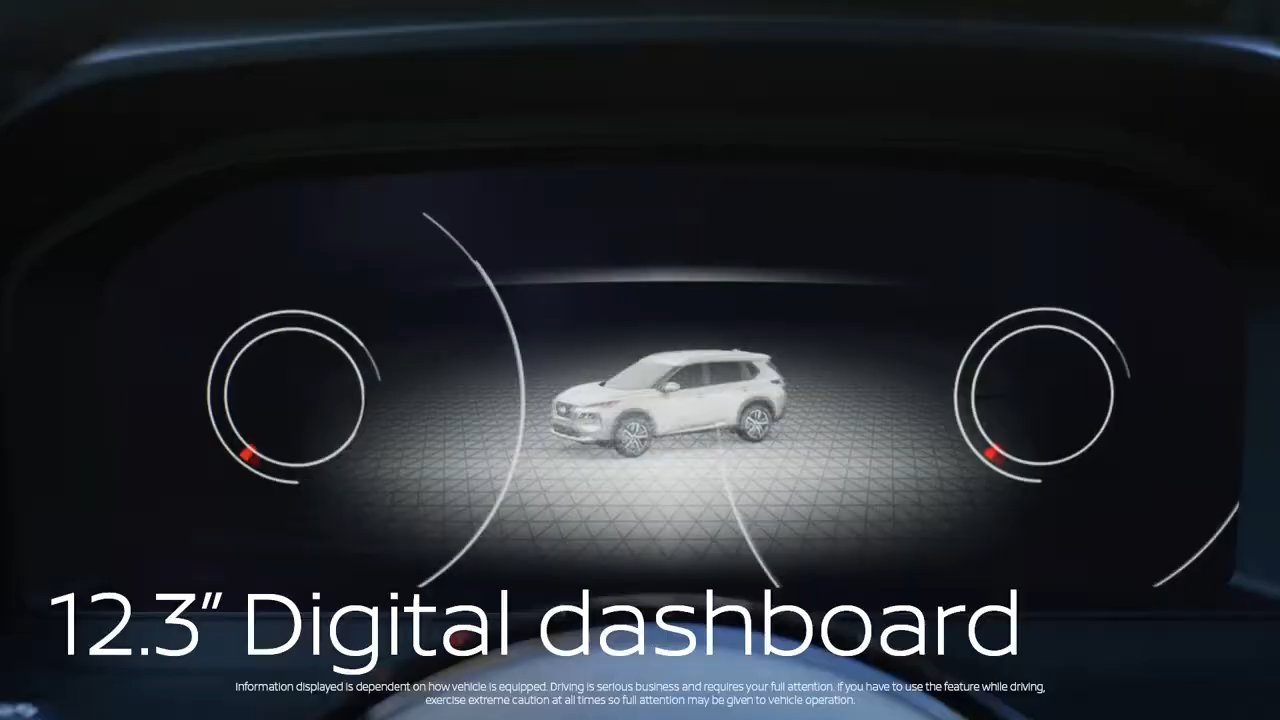 12.3” Digital dashboard
Information displayed is dependent on how vehicle is equipped. Driving is serious business and requires your full attention. If you have to use the feature while driving,
exercise extreme caution at all times so full attention may be given to vehicle operation.